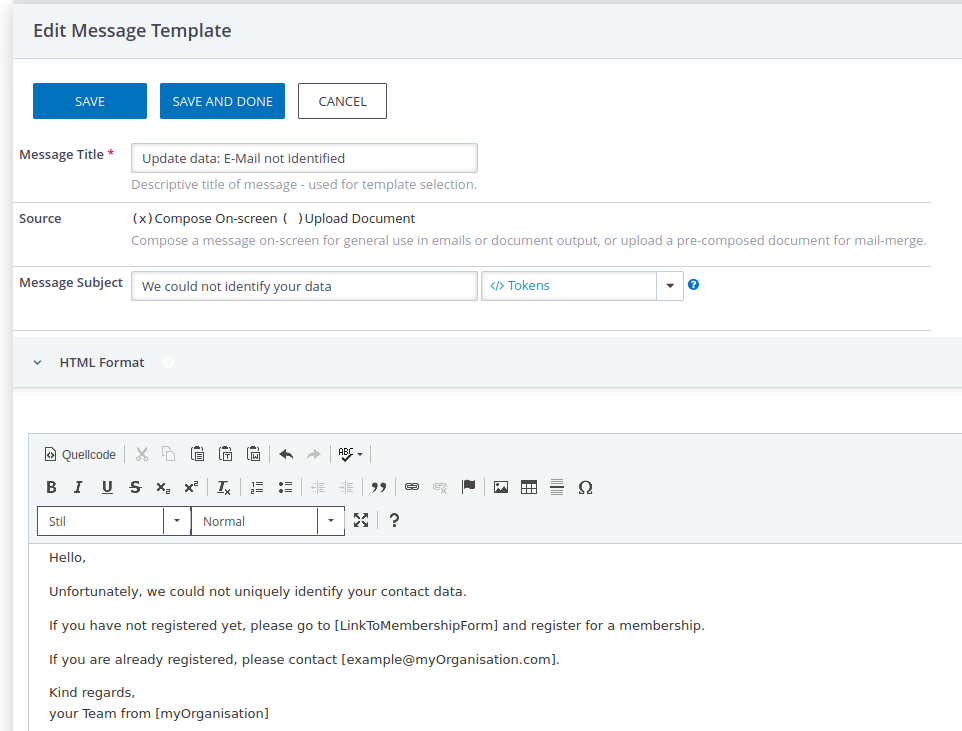 Edit Message Template
SAVE SAVE AND DONE CANCEL
Message Title * Update data: E-Mail not identified
Descriptive title of message - used for template selection.
Source (x)Compose On-screen ( )Upload Document
Compose a message on-screen for general use in emails or document output, or upload a pre-composed document for mail-merge.
Message Subject We could not identify your data </> Tokens ?
HTML Format ?
Quellcode ABC
B I U S x₂ x² Tx Ω
Stil Normal ?
Hello,
Unfortunately, we could not uniquely identify your contact data.
If you have not registered yet, please go to [LinkToMembershipForm] and register for a membership.
If you are already registered, please contact [example@myOrganisation.com].
Kind regards,
your Team from [myOrganisation]